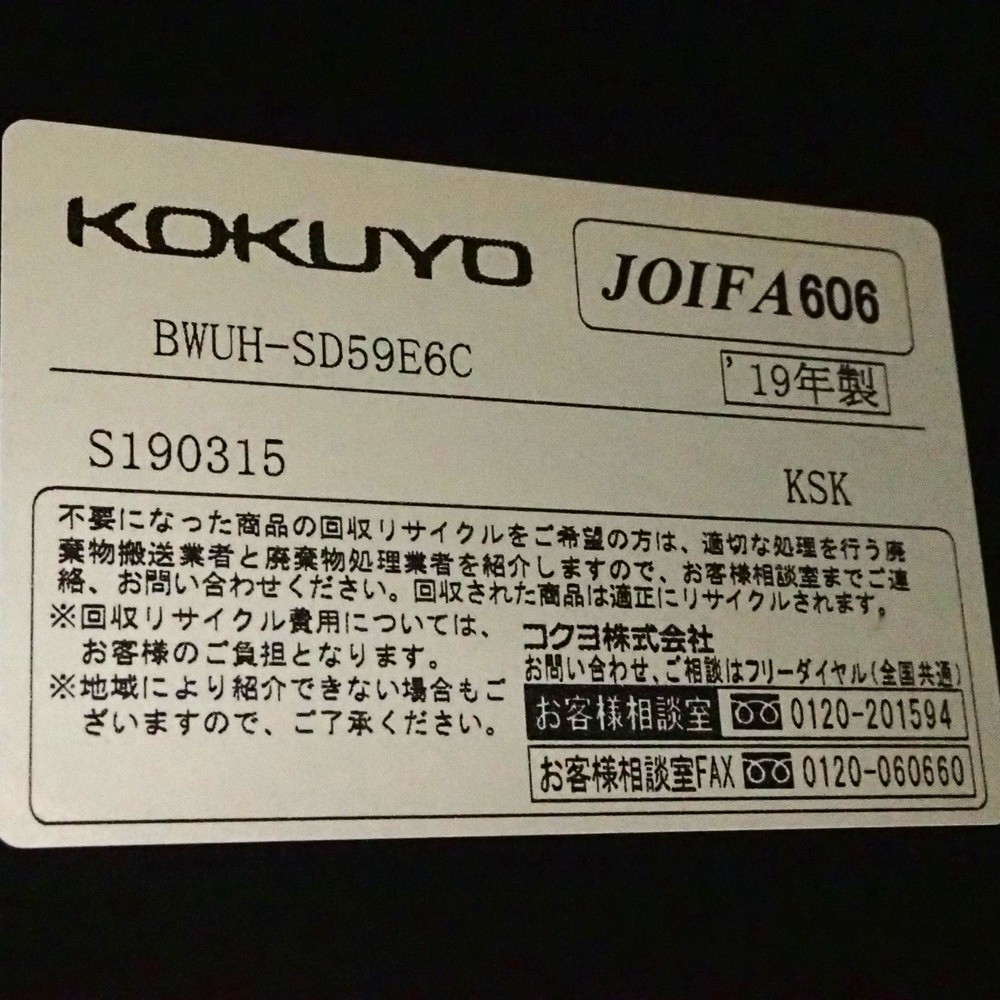 KOKUYO
JOIFA606
BWUH-SD59E6C
'19年製
S190315
KSK
不要になった商品の回収リサイクルをご希望の方は、適切な処理を行う廃
棄物搬送業者と廃棄物処理業者を紹介しますので、お客様相談室までご連
絡、お問い合わせください。回収された商品は適正にリサイクルされます。
※回収リサイクル費用については、
お客様のご負担となります。
※地域により紹介できない場合もご
ざいますので、ご了承ください。
コクヨ株式会社
お問い合わせ、ご相談はフリーダイヤル(全国共通)
お客様相談室 0120-201594
お客様相談室FAX 0120-060660